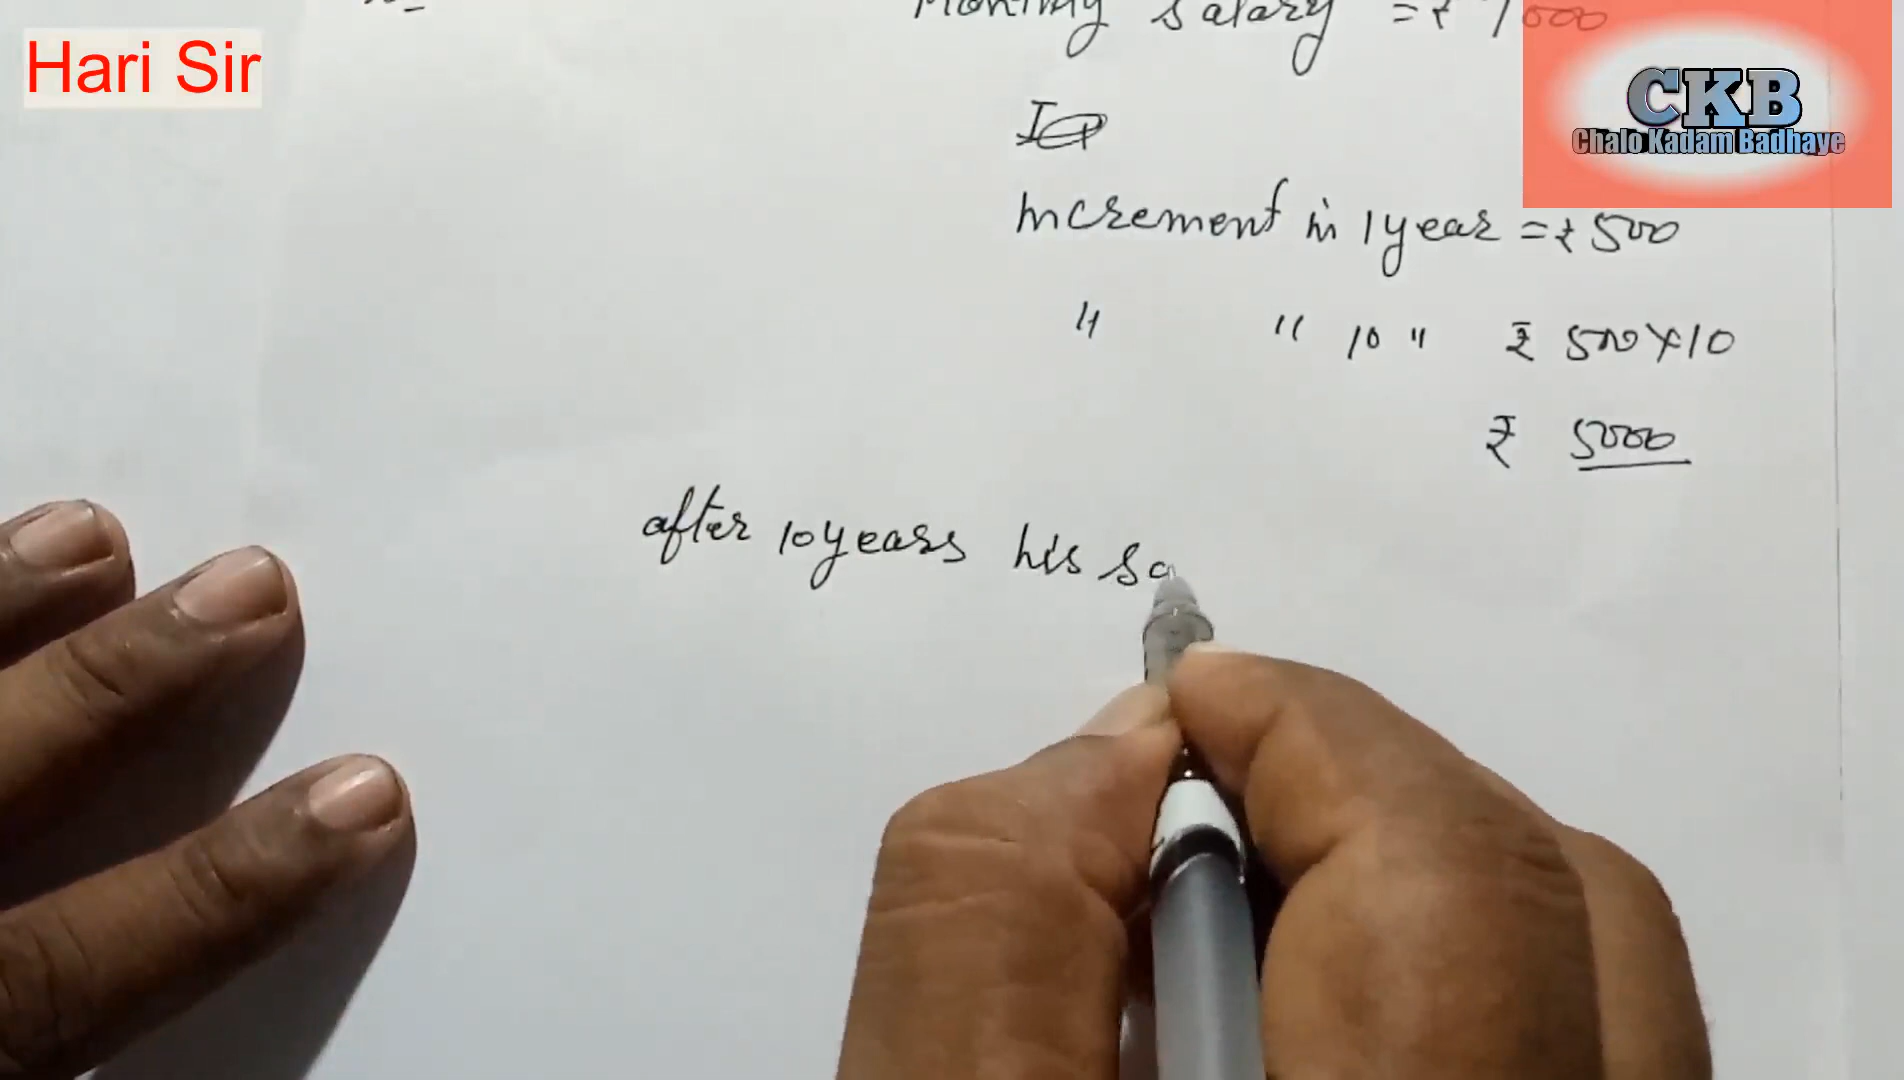 Hari Sir
Monthly Salary = ₹ 7000
CKB
Chalo Kadam Badhaye
Increment in 1 year = ₹ 500
" " 10 " ₹ 500 × 10
₹ 5000
after 10 years his sa